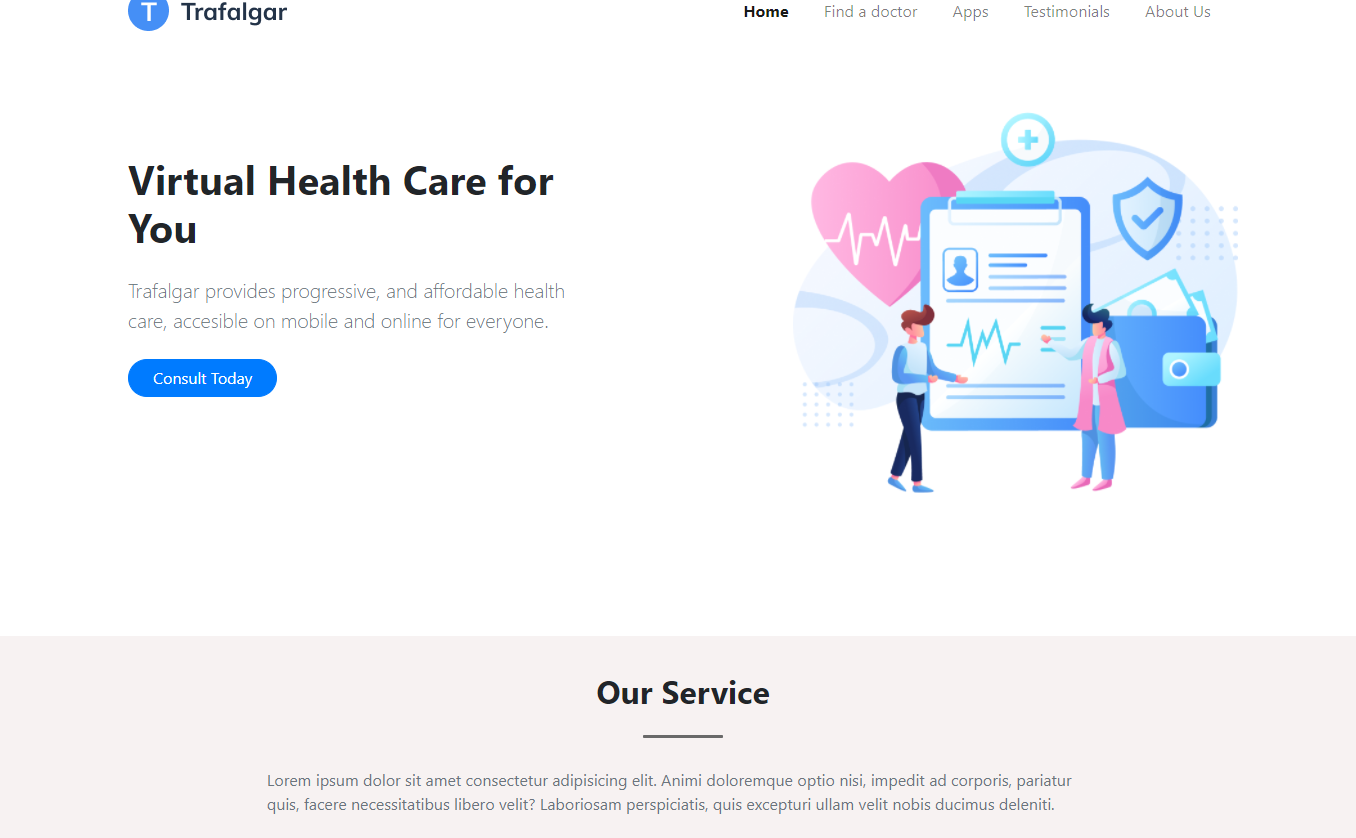 T Trafalgar
Home Find a doctor Apps Testimonials About Us
Virtual Health Care for
You
Trafalgar provides progressive, and affordable health
care, accesible on mobile and online for everyone.
Consult Today
Our Service
Lorem ipsum dolor sit amet consectetur adipisicing elit. Animi doloremque optio nisi, impedit ad corporis, pariatur
quis, facere necessitatibus libero velit? Laboriosam perspiciatis, quis excepturi ullam velit nobis ducimus deleniti.